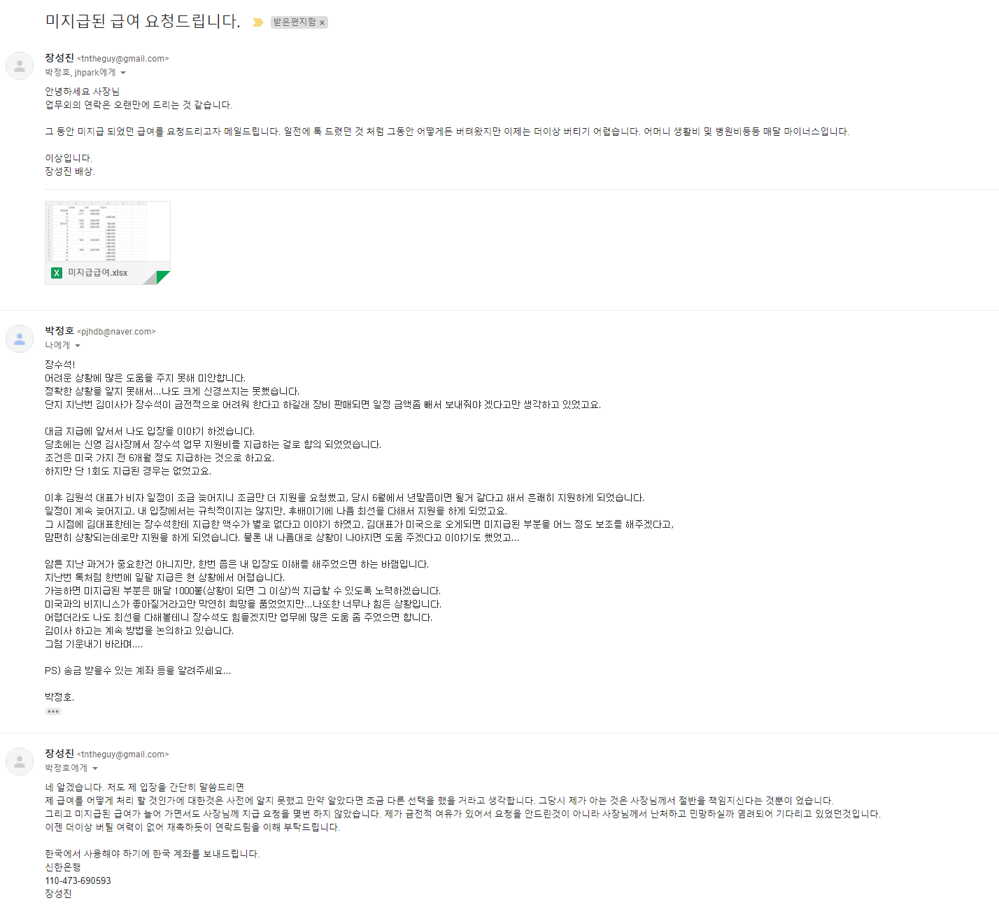 미지급된 급여 요청드립니다.
받은편지함 ×
장성진 <tntheguy@gmail.com>
박정호, jhpark에게
안녕하세요 사장님
업무외의 연락은 오랜만에 드리는 것 같습니다.
그 동안 미지급 되었던 급여를 요청드리고자 메일드립니다. 일전에 톡 드렸던 것 처럼 그동안 어떻게든 버텨왔지만 이제는 더이상 버티기 어렵습니다. 어머니 생활비 및 병원비등등 매달 마이너스입니다.
이상입니다.
장성진 배상.
미지급급여.xlsx
박정호 <pjhdb@naver.com>
나에게
장수석!
어려운 상황에 많은 도움을 주지 못해 미안합니다.
정확한 상황을 알지 못해서...나도 크게 신경쓰지는 못했습니다.
단지 지난번 김이사가 장수석이 금전적으로 어려워 한다고 하길래 장비 판매되면 일정 금액좀 빼서 보내줘야 겠다고만 생각하고 있었고요.
대금 지급에 앞서서 나도 입장을 이야기 하겠습니다.
당초에는 신영 김사장께서 장수석 업무 지원비를 지급하는 걸로 합의 되었었습니다.
조건은 미국 가지 전 6개월 정도 지급하는 것으로 하고요.
하지만 단 1회도 지급된 경우는 없었고요.
이후 김원석 대표가 비자 일정이 조금 늦어지니 조금만 더 지원을 요청했고, 당시 6월에서 년말쯤이면 될거 같다고 해서 흔쾌히 지원하게 되었습니다.
일정이 계속 늦어지고, 내 입장에서는 규칙적이지는 않지만, 후배이기에 나름 최선을 다해서 지원을 하게 되었고요.
그 시점에 김대표한테는 장수석한테 지급한 액수가 별로 없다고 이야기 하였고, 김대표가 미국으로 오게되면 미지급된 부분을 어느 정도 보조를 해주겠다고,
맘편히 상황되는데로만 지원을 하게 되었습니다. 물론 내 나름대로 상황이 나아지면 도움 주겠다고 이야기도 했었고...
암튼 지난 과거가 중요한건 아니지만, 한번 쯤은 내 입장도 이해를 해주었으면 하는 바램입니다.
지난번 톡처럼 한번에 일괄 지급은 현 상황에서 어렵습니다.
가능하면 미지급된 부분은 매달 1000불(상황이 되면 그 이상)씩 지급할 수 있도록 노력하겠습니다.
미국과의 비지니스가 좋아질거라고만 막연히 희망을 품었었지만...나또한 너무나 힘든 상황입니다.
어렵더라도 나도 최선을 다해볼테니 장수석도 힘들겠지만 업무에 많은 도움 좀 주었으면 합니다.
김이사 하고는 계속 방법을 논의하고 있습니다.
그럼 기운내기 바라며....
PS) 송금 받을수 있는 계좌 등을 알려주세요...
박정호.
장성진 <tntheguy@gmail.com>
박정호에게
네 알겠습니다. 저도 제 입장을 간단히 말씀드리면
제 급여를 어떻게 처리 할 것인가에 대한것은 사전에 알지 못했고 만약 알았다면 조금 다른 선택을 했을 거라고 생각합니다. 그당시 제가 아는 것은 사장님께서 절반을 책임지신다는 것뿐이 었습니다.
그리고 미지급된 급여가 늘어 가면서도 사장님께 지급 요청을 몇번 하지 않았습니다. 제가 금전적 여유가 있어서 요청을 안드린것이 아니라 사장님께서 난처하고 민망하실까 염려되어 기다리고 있었던것입니다.
이젠 더이상 버틸 여력이 없어 재촉하듯이 연락드림을 이해 부탁드립니다.
한국에서 사용해야 하기에 한국 계좌를 보내드립니다.
신한은행
110-473-690593
장성진